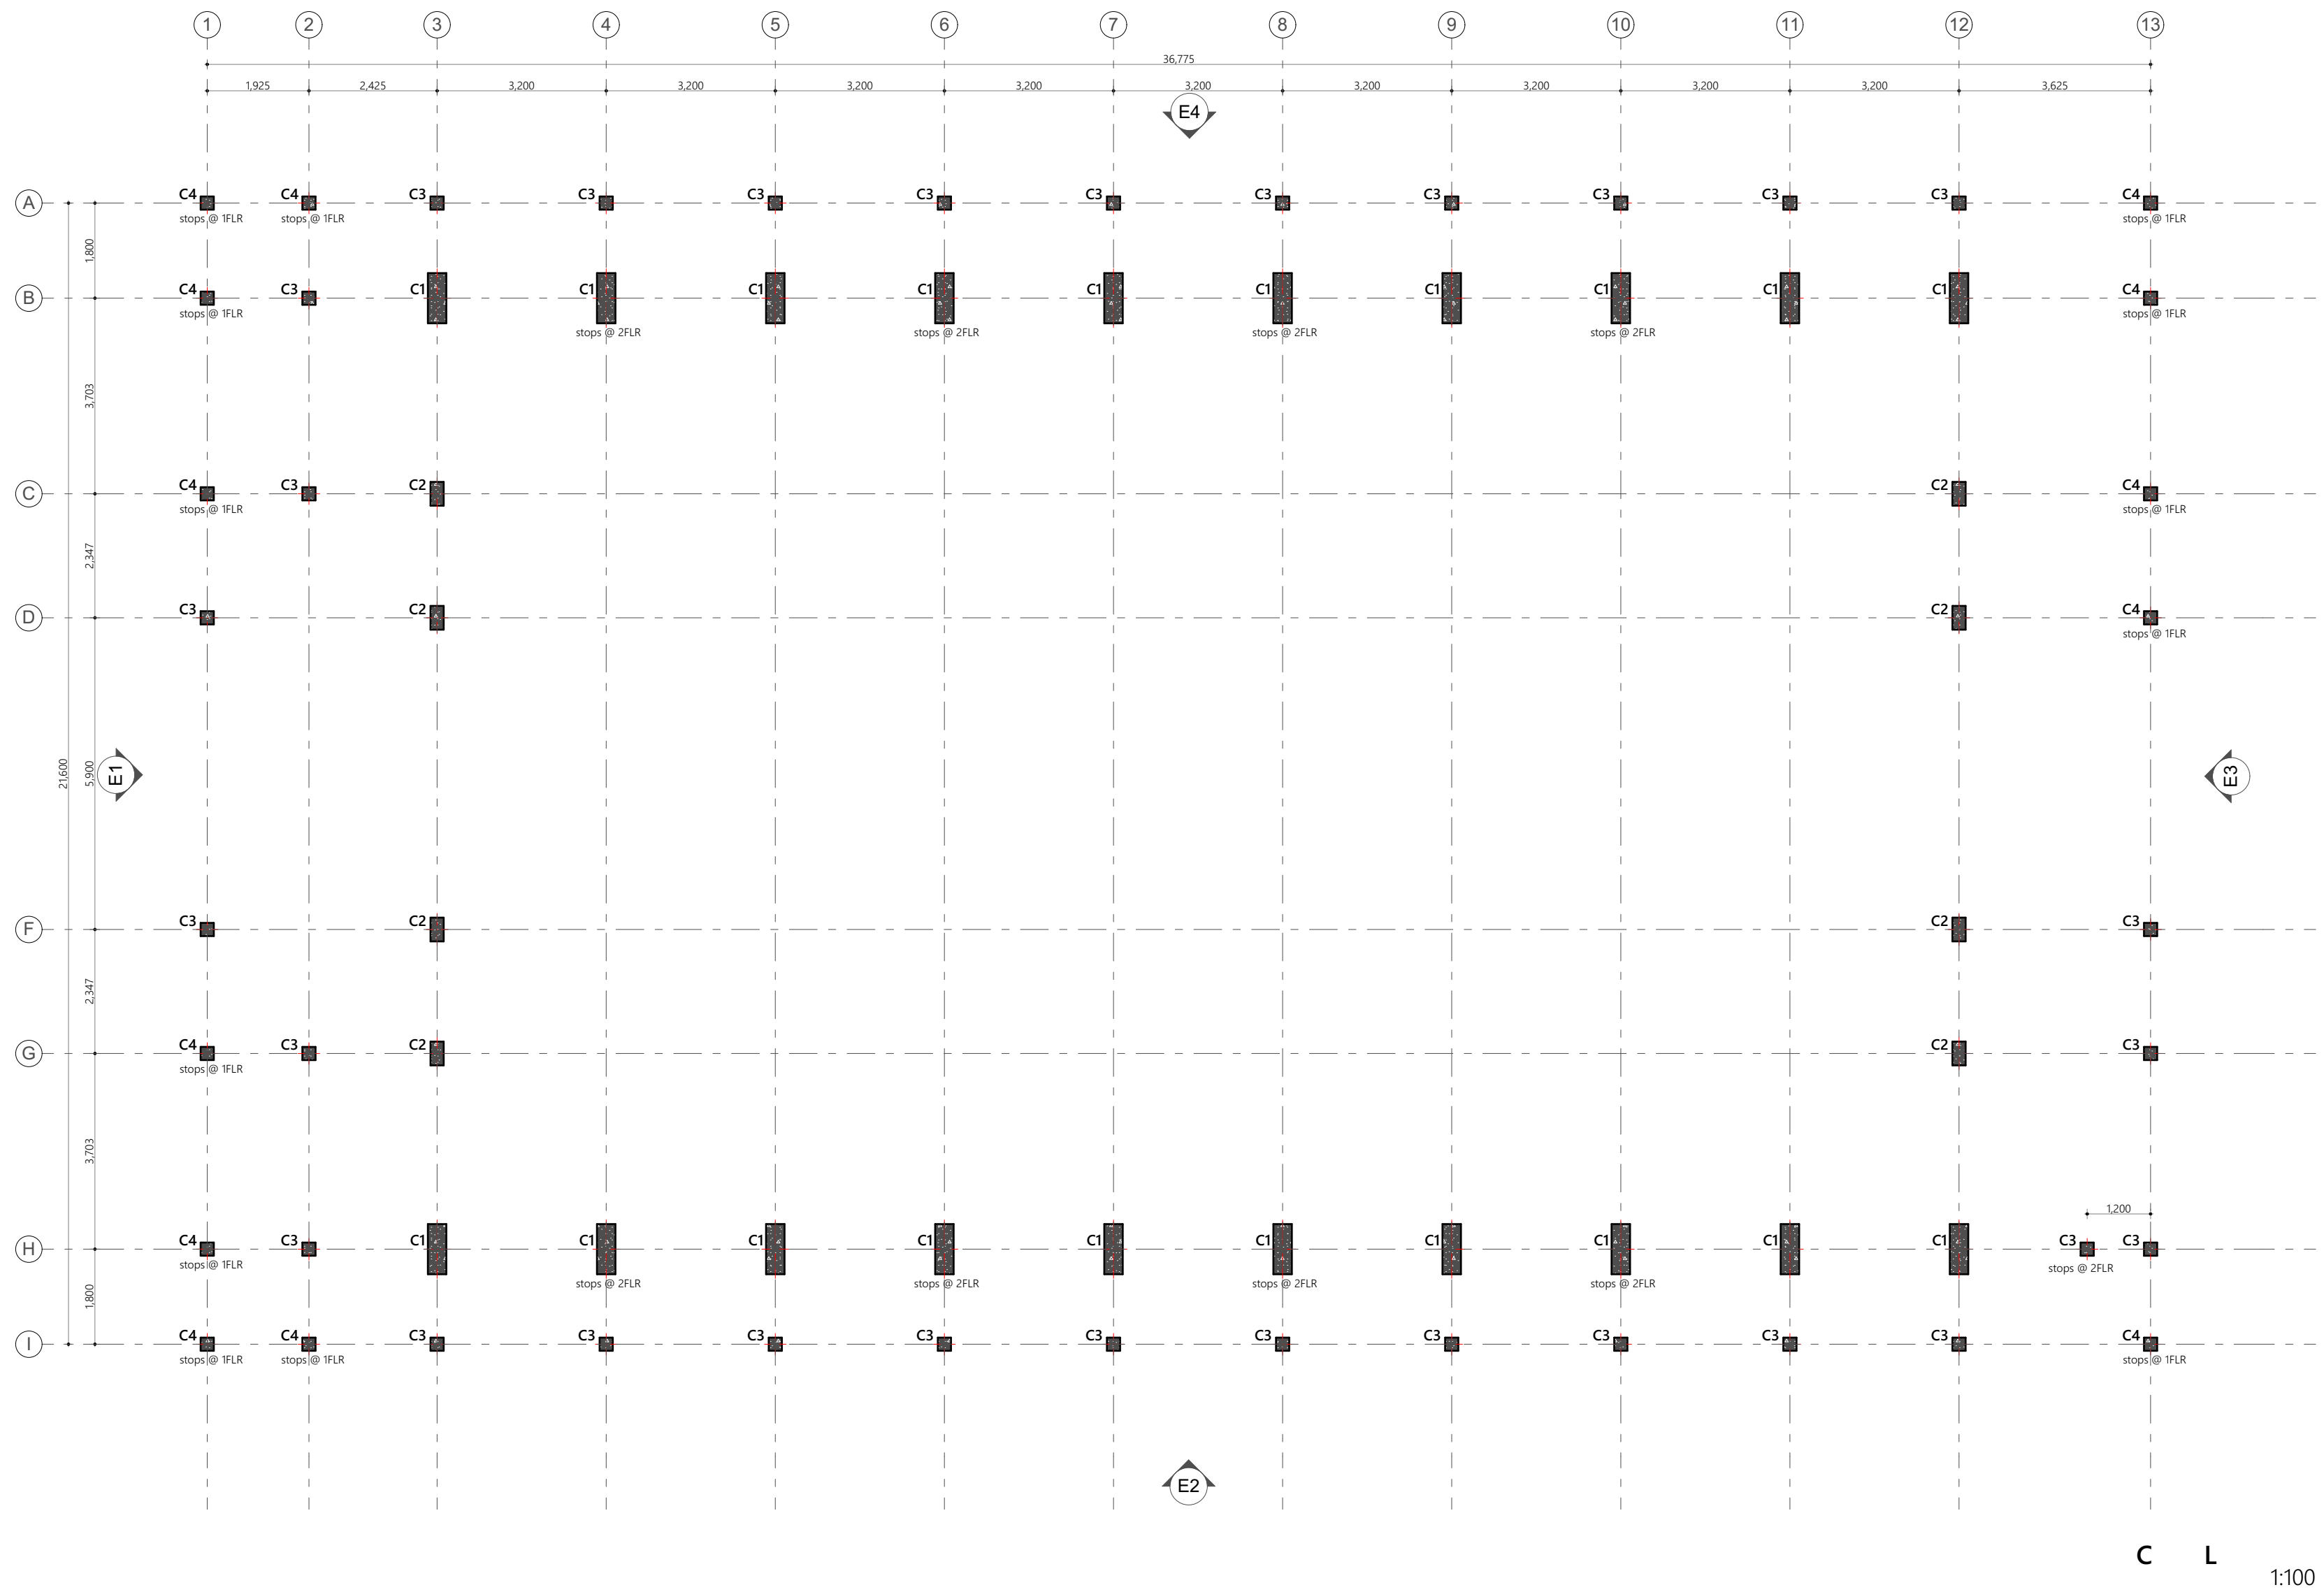 1 2 3 4 5 6 7 8 9 10 11 12 13
36,775
1,925 2,425 3,200 3,200 3,200 3,200 3,200 3,200 3,200 3,200 3,200 3,625
E4
A C4 C4 C3 C3 C3 C3 C3 C3 C3 C3 C3 C3 C4
stops @ 1FLR stops @ 1FLR stops @ 1FLR
1,800
B C4 C3 C1 C1 C1 C1 C1 C1 C1 C1 C1 C1 C4
stops @ 1FLR stops @ 1FLR
stops @ 2FLR stops @ 2FLR stops @ 2FLR stops @ 2FLR
3,703
C C4 C3 C2 C2 C4
stops @ 1FLR stops @ 1FLR
2,347
D C3 C2 C2 C4
stops @ 1FLR
21,600 5,900 E1 E3
F C3 C2 C2 C3
2,347
G C4 C3 C2 C2 C3
stops @ 1FLR
3,703
1,200
H C4 C3 C1 C1 C1 C1 C1 C1 C1 C1 C1 C1 C3 C3
stops @ 1FLR stops @ 2FLR
stops @ 2FLR stops @ 2FLR stops @ 2FLR stops @ 2FLR
1,800
I C4 C4 C3 C3 C3 C3 C3 C3 C3 C3 C3 C3 C4
stops @ 1FLR stops @ 1FLR stops @ 1FLR
E2
C L
1:100